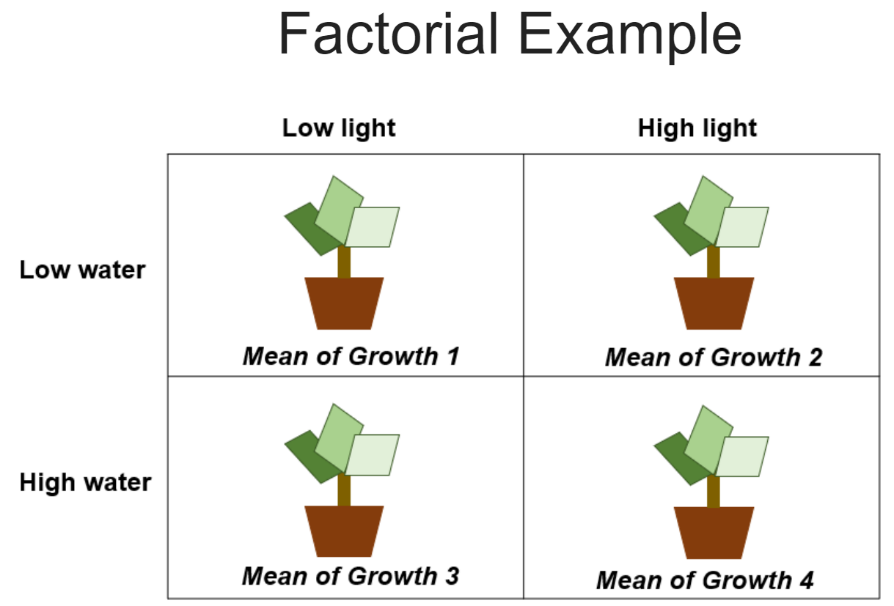 Factorial Example
Low light
High light
Low water
Mean of Growth 1
Mean of Growth 2
High water
Mean of Growth 3
Mean of Growth 4